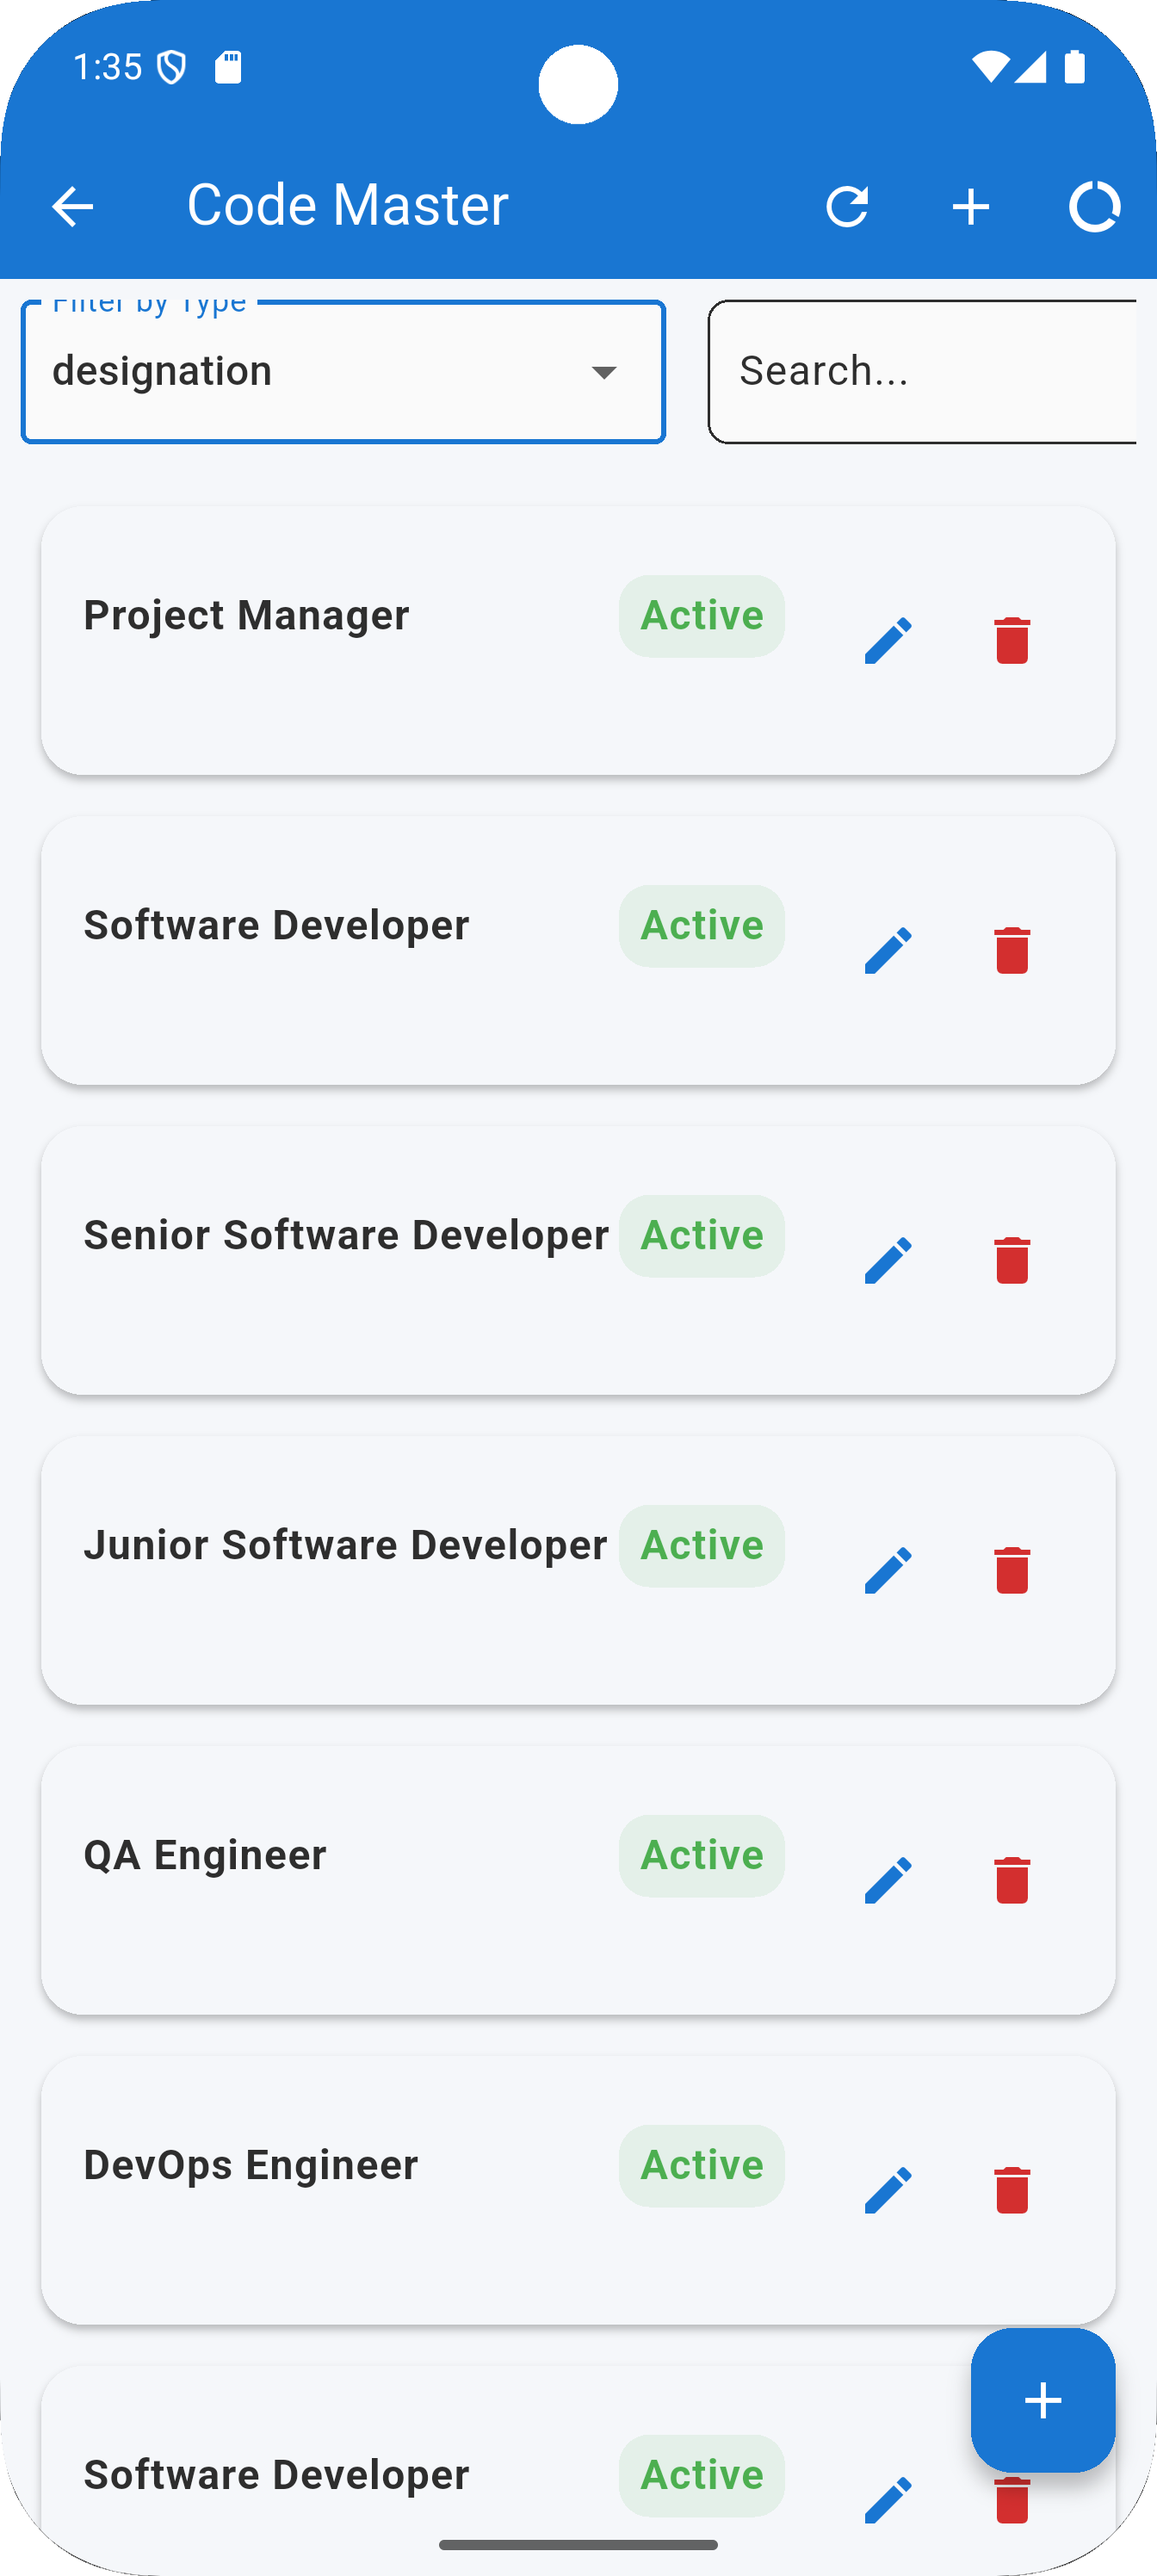 1:35
Code Master
Filter by Type
designation
Search...
Project Manager Active
Software Developer Active
Senior Software Developer Active
Junior Software Developer Active
QA Engineer Active
DevOps Engineer Active
Software Developer Active